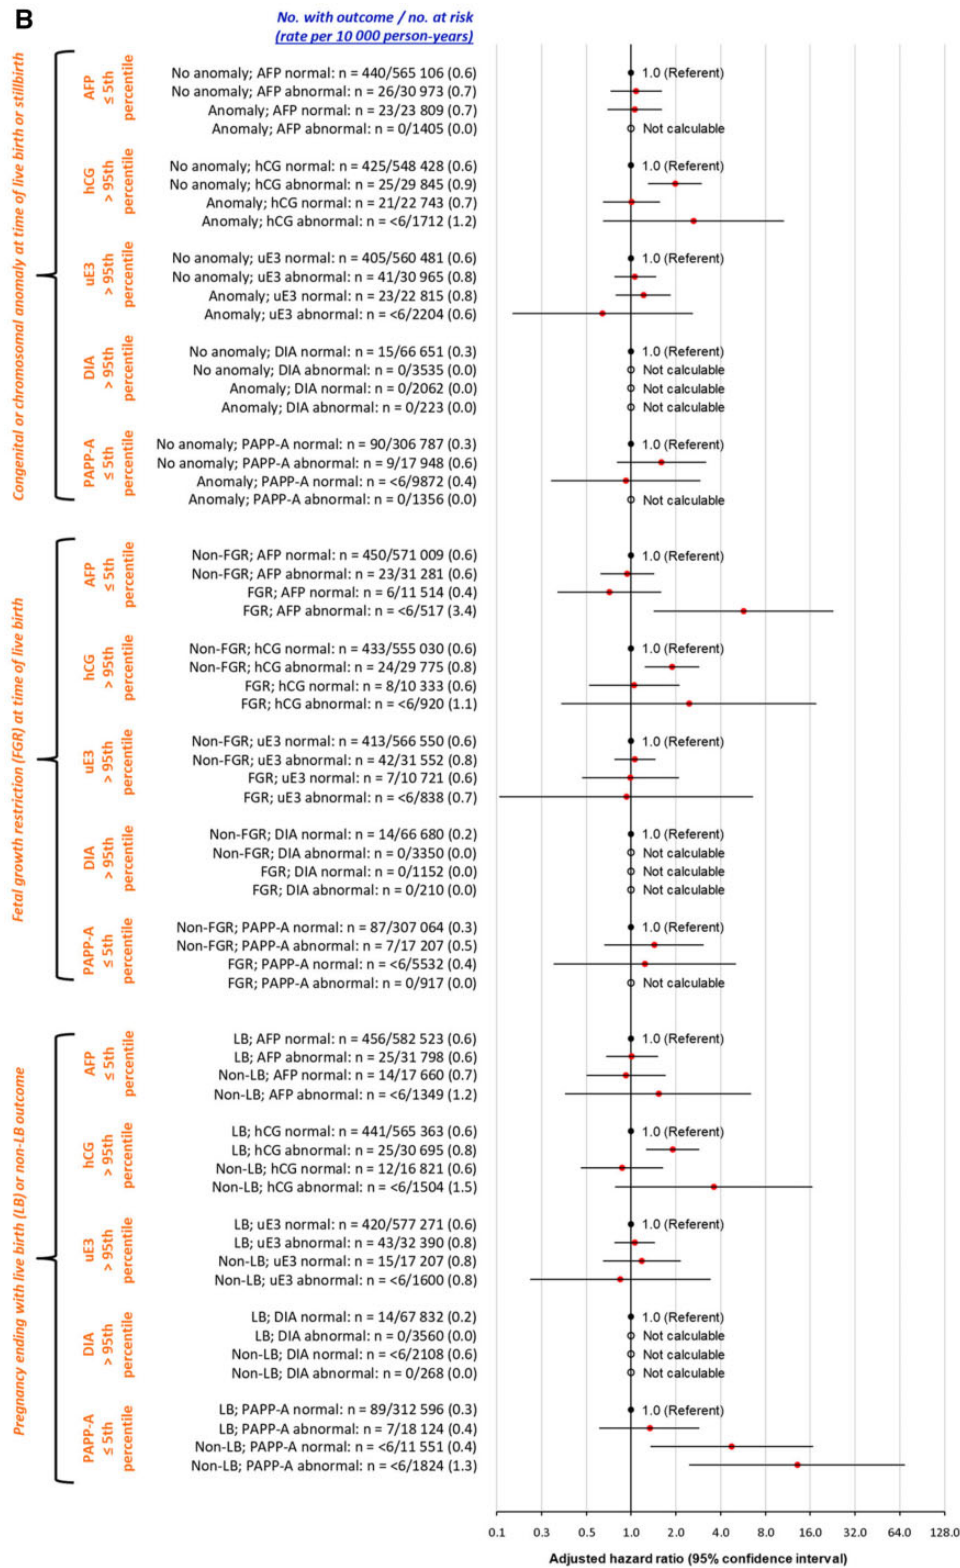 B
No. with outcome / no. at risk
(rate per 10 000 person-years)
Congenital or chromosomal anomaly at time of live birth or stillbirth
AFP
≤ 5th
percentile
No anomaly; AFP normal: n = 440/565 106 (0.6)
1.0 (Referent)
No anomaly; AFP abnormal: n = 26/30 973 (0.7)
Anomaly; AFP normal: n = 23/23 809 (0.7)
Anomaly; AFP abnormal: n = 0/1405 (0.0)
Not calculable
hCG
> 95th
percentile
No anomaly; hCG normal: n = 425/548 428 (0.6)
1.0 (Referent)
No anomaly; hCG abnormal: n = 25/29 845 (0.9)
Anomaly; hCG normal: n = 21/22 743 (0.7)
Anomaly; hCG abnormal: n = <6/1712 (1.2)
uE3
> 95th
percentile
No anomaly; uE3 normal: n = 405/560 481 (0.6)
1.0 (Referent)
No anomaly; uE3 abnormal: n = 41/30 965 (0.8)
Anomaly; uE3 normal: n = 23/22 815 (0.8)
Anomaly; uE3 abnormal: n = <6/2204 (0.6)
DIA
> 95th
percentile
No anomaly; DIA normal: n = 15/66 651 (0.3)
1.0 (Referent)
No anomaly; DIA abnormal: n = 0/3535 (0.0)
Not calculable
Anomaly; DIA normal: n = 0/2062 (0.0)
Not calculable
Anomaly; DIA abnormal: n = 0/223 (0.0)
Not calculable
PAPP-A
≤ 5th
percentile
No anomaly; PAPP-A normal: n = 90/306 787 (0.3)
1.0 (Referent)
No anomaly; PAPP-A abnormal: n = 9/17 948 (0.6)
Anomaly; PAPP-A normal: n = <6/9872 (0.4)
Anomaly; PAPP-A abnormal: n = 0/1356 (0.0)
Not calculable
Fetal growth restriction (FGR) at time of live birth
AFP
≤ 5th
percentile
Non-FGR; AFP normal: n = 450/571 009 (0.6)
1.0 (Referent)
Non-FGR; AFP abnormal: n = 23/31 281 (0.6)
FGR; AFP normal: n = 6/11 514 (0.4)
FGR; AFP abnormal: n = <6/517 (3.4)
hCG
> 95th
percentile
Non-FGR; hCG normal: n = 433/555 030 (0.6)
1.0 (Referent)
Non-FGR; hCG abnormal: n = 24/29 775 (0.8)
FGR; hCG normal: n = 8/10 333 (0.6)
FGR; hCG abnormal: n = <6/920 (1.1)
uE3
> 95th
percentile
Non-FGR; uE3 normal: n = 413/566 550 (0.6)
1.0 (Referent)
Non-FGR; uE3 abnormal: n = 42/31 552 (0.8)
FGR; uE3 normal: n = 7/10 721 (0.6)
FGR; uE3 abnormal: n = <6/838 (0.7)
DIA
> 95th
percentile
Non-FGR; DIA normal: n = 14/66 680 (0.2)
1.0 (Referent)
Non-FGR; DIA abnormal: n = 0/3350 (0.0)
Not calculable
FGR; DIA normal: n = 0/1152 (0.0)
Not calculable
FGR; DIA abnormal: n = 0/210 (0.0)
Not calculable
PAPP-A
≤ 5th
percentile
Non-FGR; PAPP-A normal: n = 87/307 064 (0.3)
1.0 (Referent)
Non-FGR; PAPP-A abnormal: n = 7/17 207 (0.5)
FGR; PAPP-A normal: n = <6/5532 (0.4)
FGR; PAPP-A abnormal: n = 0/917 (0.0)
Not calculable
Pregnancy ending with live birth (LB) or non-LB outcome
AFP
≤ 5th
percentile
LB; AFP normal: n = 456/582 523 (0.6)
1.0 (Referent)
LB; AFP abnormal: n = 25/31 798 (0.6)
Non-LB; AFP normal: n = 14/17 660 (0.7)
Non-LB; AFP abnormal: n = <6/1349 (1.2)
hCG
> 95th
percentile
LB; hCG normal: n = 441/565 363 (0.6)
1.0 (Referent)
LB; hCG abnormal: n = 25/30 695 (0.8)
Non-LB; hCG normal: n = 12/16 821 (0.6)
Non-LB; hCG abnormal: n = <6/1504 (1.5)
uE3
> 95th
percentile
LB; uE3 normal: n = 420/577 271 (0.6)
1.0 (Referent)
LB; uE3 abnormal: n = 43/32 390 (0.8)
Non-LB; uE3 normal: n = 15/17 207 (0.8)
Non-LB; uE3 abnormal: n = <6/1600 (0.8)
DIA
> 95th
percentile
LB; DIA normal: n = 14/67 832 (0.2)
1.0 (Referent)
LB; DIA abnormal: n = 0/3560 (0.0)
Not calculable
Non-LB; DIA normal: n = <6/2108 (0.6)
Not calculable
Non-LB; DIA abnormal: n = 0/268 (0.0)
Not calculable
PAPP-A
≤ 5th
percentile
LB; PAPP-A normal: n = 89/312 596 (0.3)
1.0 (Referent)
LB; PAPP-A abnormal: n = 7/18 124 (0.4)
Non-LB; PAPP-A normal: n = <6/11 551 (0.4)
Non-LB; PAPP-A abnormal: n = <6/1824 (1.3)
0.1 0.3 0.5 1.0 2.0 4.0 8.0 16.0 32.0 64.0 128.0
Adjusted hazard ratio (95% confidence interval)